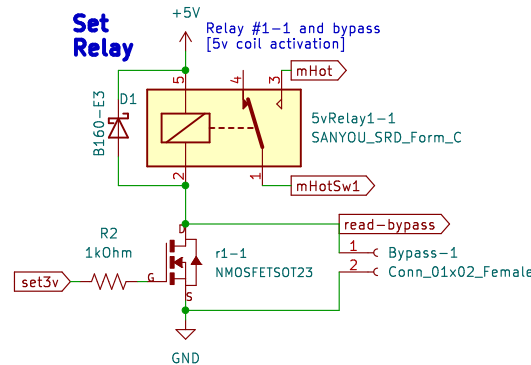 Set
Relay
+5V
Relay #1-1 and bypass
[5v coil activation]
mHot
5
4
3
D1
B160-E3
5vRelay1-1
SANYOU_SRD_Form_C
2
1
mHotSw1
read-bypass
D
R2
1kOhm
r1-1
NMOSFETSOT23
1
Bypass-1
2
Conn_01x02_Female
set3v
G
S
GND